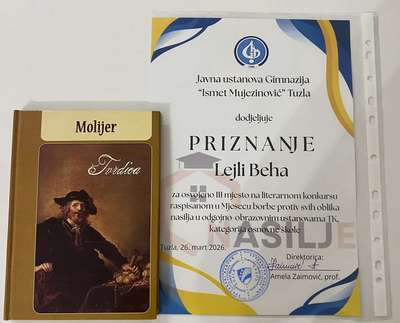 Molijer
Tvrdica
Javna ustanova Gimnazija
"Ismet Mujezinović" Tuzla
dodjeljuje
PRIZNANJE
Lejli Beha
za osvojeno III mjesto na literarnom konkursu
raspisanom u Mjesecu borbe protiv svih oblika
nasilja u odgojno-obrazovnim ustanovama TK,
kategorija osnovne škole
NASILJE
Tuzla, 26. mart 2026.
Direktorica:
Amela Zaimović, prof.